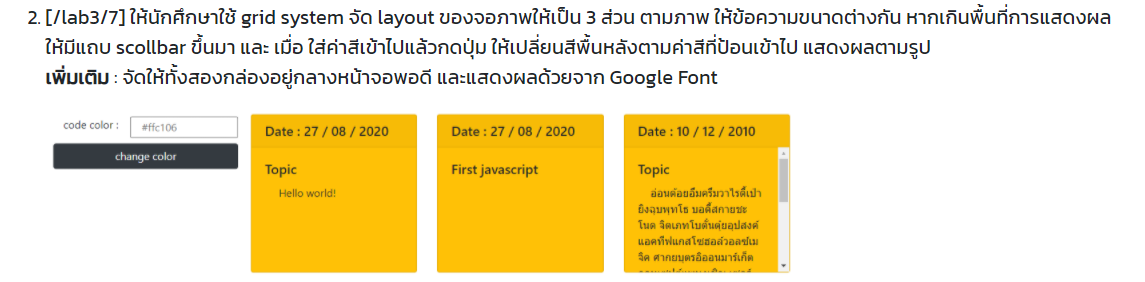 2. [/lab3/7] ให้นักศึกษาใช้ grid system จัด layout ของจอภาพให้เป็น 3 ส่วน ตามภาพ ให้ข้อความขนาดต่างกัน หากเกินพื้นที่การแสดงผล
ให้มีแถบ scollbar ขึ้นมา และ เมื่อ ใส่ค่าสีเข้าไปแล้วกดปุ่ม ให้เปลี่ยนสีพื้นหลังตามค่าสีที่ป้อนเข้าไป แสดงผลตามรูป
เพิ่มเติม : จัดให้ทั้งสองกล่องอยู่กลางหน้าจอพอดี และแสดงผลด้วยจาก Google Font
code color :
#ffc106
change color
Date : 27 / 08 / 2020
Topic
Hello world!
Date : 27 / 08 / 2020
First javascript
Date : 10 / 12 / 2010
Topic
อ่อนด้อยอึมครึมวาไรตี้เป่า
ยิงฉุบพุทโธ บอดี้สกายชะ
โนด จิตเภทโบตั๋นตุ๋ยอุปสงค์
แอคทีฟแกสโซฮอล์วอลซ์เม
จิค ศากยบุตรอิออนมาร์เก็ต